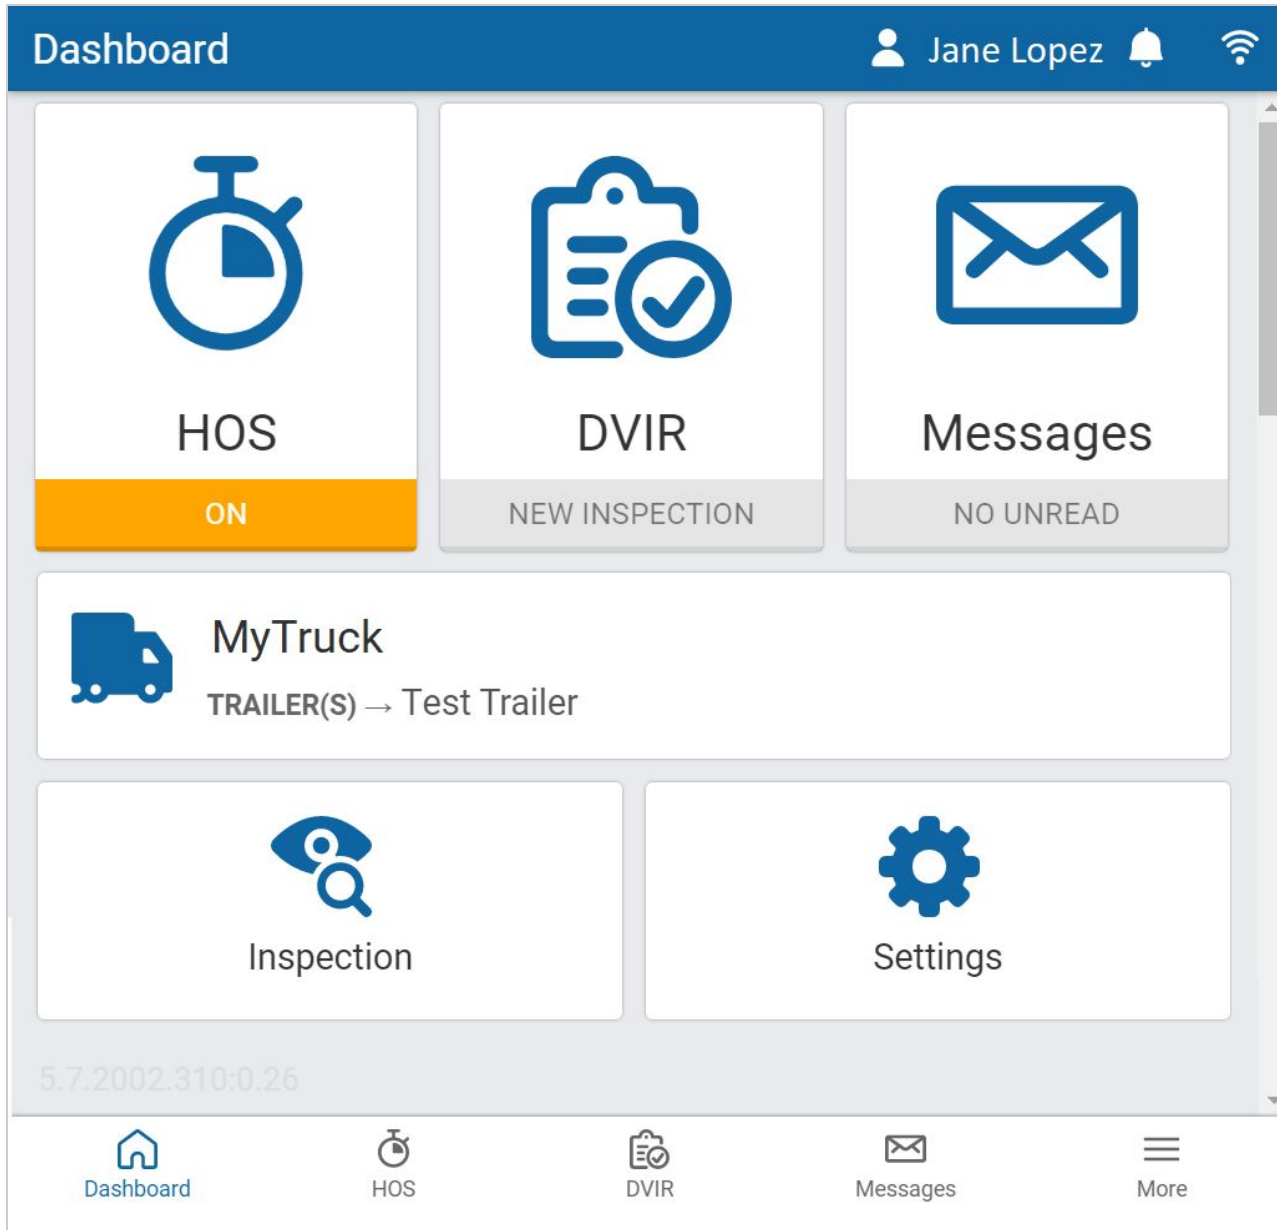 Dashboard Jane Lopez
HOS
ON
DVIR
NEW INSPECTION
Messages
NO UNREAD
MyTruck
TRAILER(S) → Test Trailer
Inspection
Settings
5.7.2002.310:0.26
Dashboard HOS DVIR Messages More